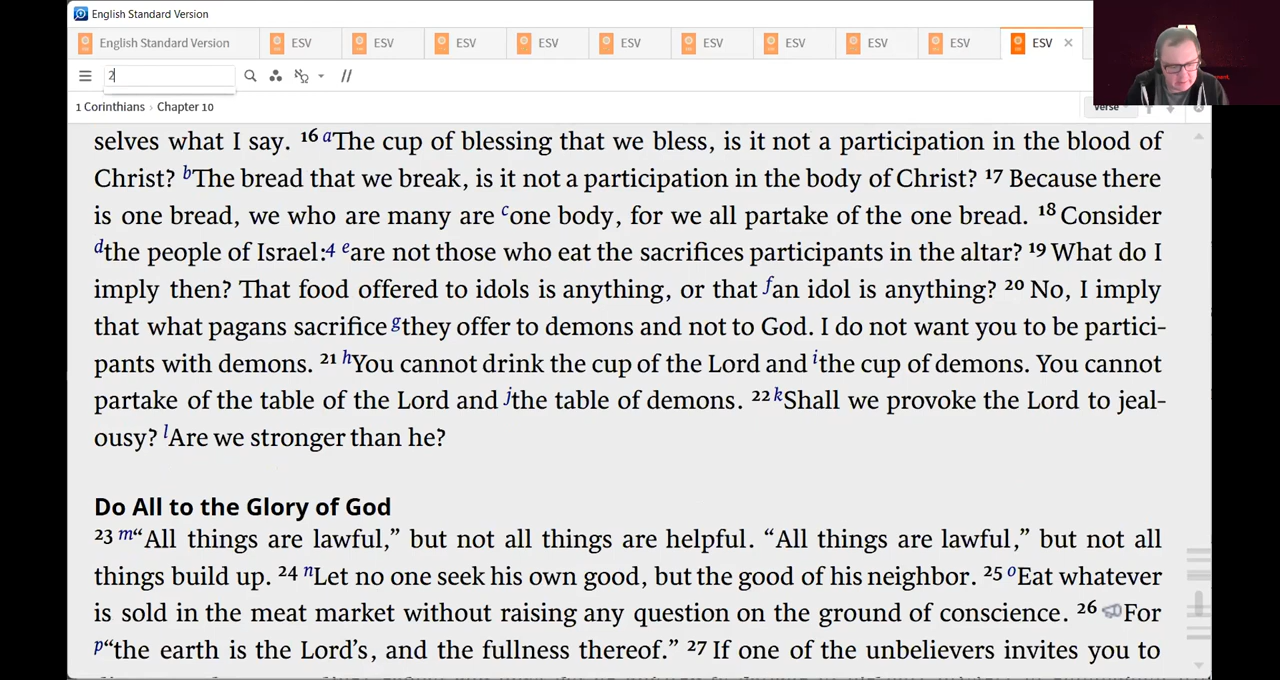 English Standard Version
English Standard Version ESV ESV ESV ESV ESV ESV ESV ESV ESV ESV
2
1 Corinthians › Chapter 10
Verse
selves what I say. 16 aThe cup of blessing that we bless, is it not a participation in the blood of
Christ? bThe bread that we break, is it not a participation in the body of Christ? 17 Because there
is one bread, we who are many are cone body, for we all partake of the one bread. 18 Consider
dthe people of Israel:4 eare not those who eat the sacrifices participants in the altar? 19 What do I
imply then? That food offered to idols is anything, or that fan idol is anything? 20 No, I imply
that what pagans sacrifice gthey offer to demons and not to God. I do not want you to be partici-
pants with demons. 21 hYou cannot drink the cup of the Lord and ithe cup of demons. You cannot
partake of the table of the Lord and jthe table of demons. 22 kShall we provoke the Lord to jeal-
ousy? lAre we stronger than he?
Do All to the Glory of God
23 m“All things are lawful,” but not all things are helpful. “All things are lawful,” but not all
things build up. 24 nLet no one seek his own good, but the good of his neighbor. 25 oEat whatever
is sold in the meat market without raising any question on the ground of conscience. 26 For
p“the earth is the Lord’s, and the fullness thereof.” 27 If one of the unbelievers invites you to